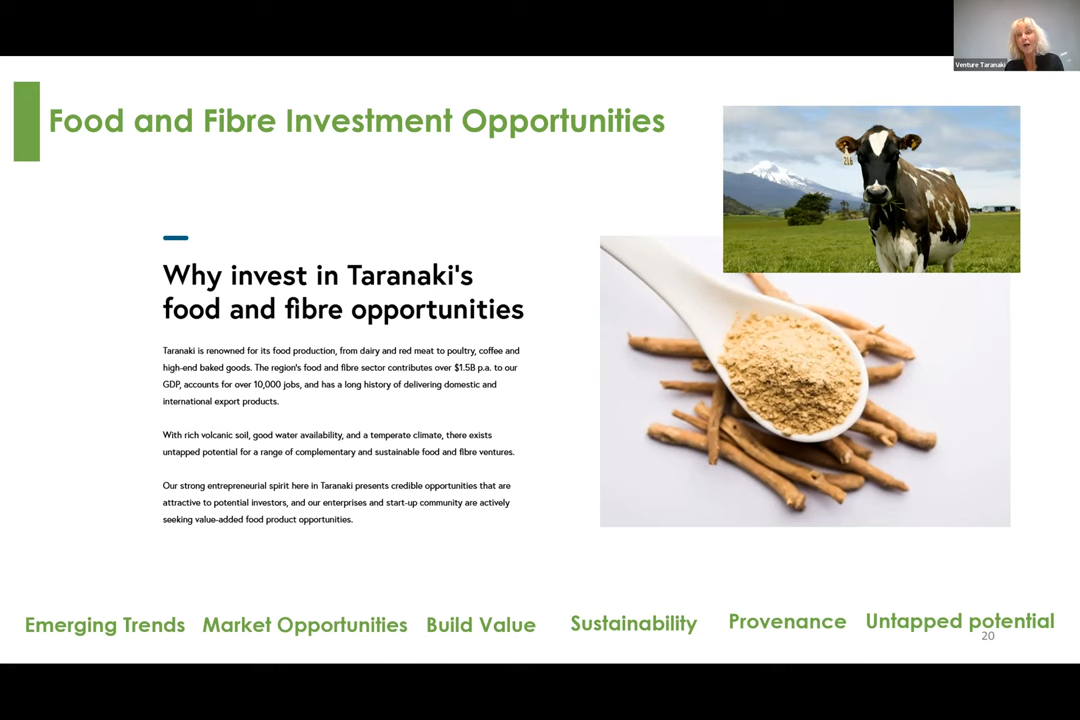 Venture Taranaki
Food and Fibre Investment Opportunities
216
Why invest in Taranaki's
food and fibre opportunities
Taranaki is renowned for its food production, from dairy and red meat to poultry, coffee and
high-end baked goods. The region's food and fibre sector contributes over $1.5B p.a. to our
GDP, accounts for over 10,000 jobs, and has a long history of delivering domestic and
international export products.
With rich volcanic soil, good water availability, and a temperate climate, there exists
untapped potential for a range of complementary and sustainable food and fibre ventures.
Our strong entrepreneurial spirit here in Taranaki presents credible opportunities that are
attractive to potential investors, and our enterprises and start-up community are actively
seeking value-added food product opportunities.
Emerging Trends Market Opportunities Build Value Sustainability Provenance Untapped potential
20